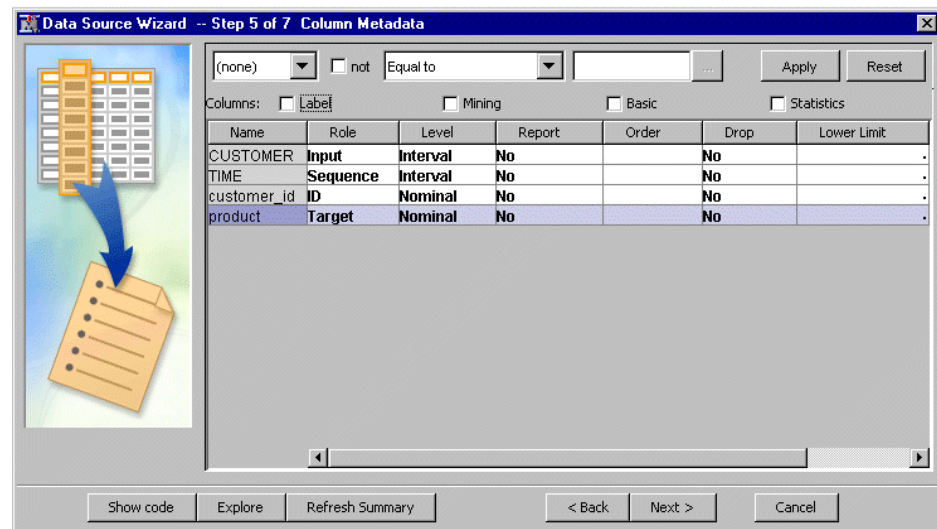 Data Source Wizard -- Step 5 of 7 Column Metadata
(none) not Equal to ... Apply Reset
Columns: Label Mining Basic Statistics
Name Role Level Report Order Drop Lower Limit
CUSTOMER Input Interval No No .
TIME Sequence Interval No No .
customer_id ID Nominal No No .
product Target Nominal No No .
Show code Explore Refresh Summary < Back Next > Cancel